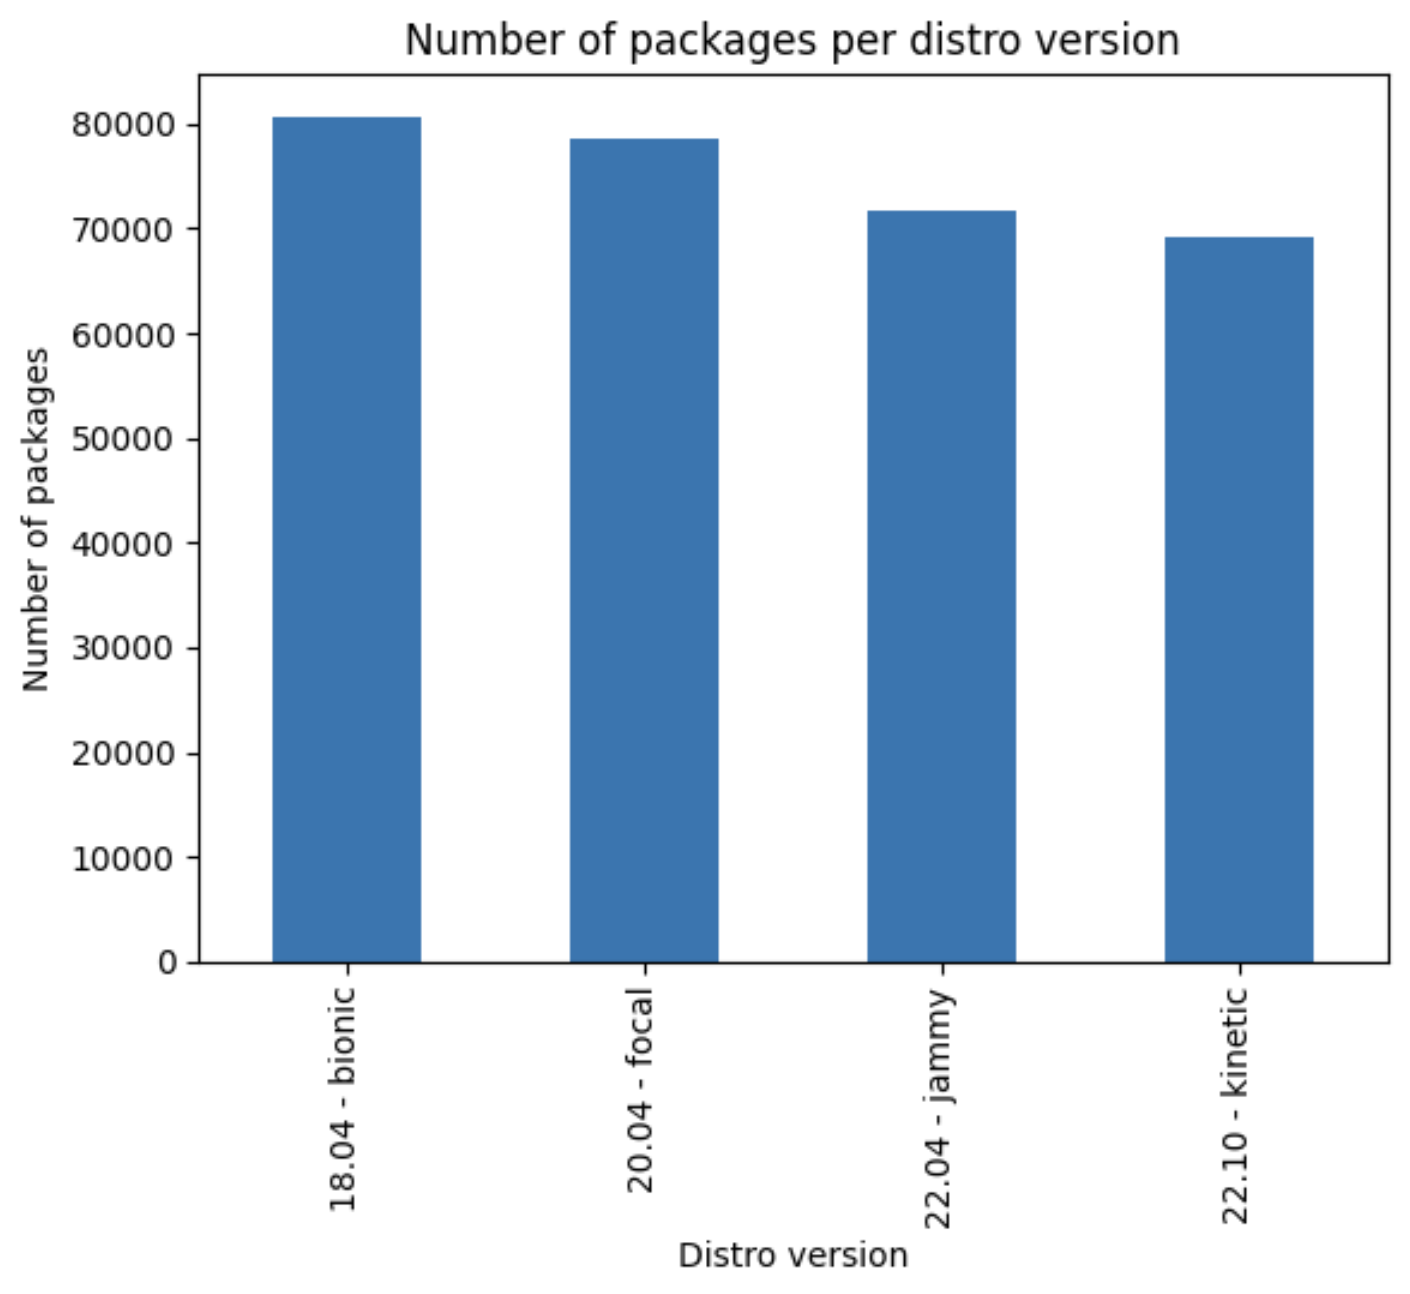 Number of packages per distro version
Number of packages
80000
70000
60000
50000
40000
30000
20000
10000
0
18.04 - bionic
20.04 - focal
22.04 - jammy
22.10 - kinetic
Distro version